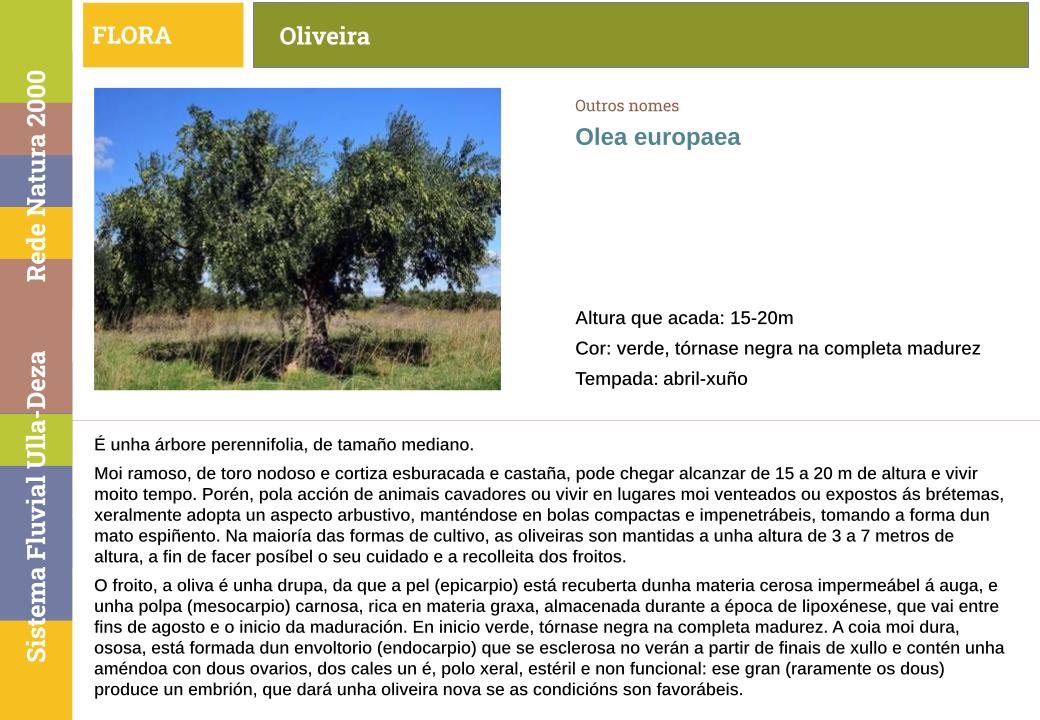 FLORA
Oliveira
Rede Natura 2000
Sistema Fluvial Ulla-Deza
Outros nomes
Olea europaea
Altura que acada: 15-20m
Cor: verde, tórnase negra na completa madurez
Tempada: abril-xuño
É unha árbore perennifolia, de tamaño mediano.
Moi ramoso, de toro nodoso e cortiza esburacada e castaña, pode chegar alcanzar de 15 a 20 m de altura e vivir
moito tempo. Porén, pola acción de animais cavadores ou vivir en lugares moi venteados ou expostos ás brétemas,
xeralmente adopta un aspecto arbustivo, manténdose en bolas compactas e impenetrábeis, tomando a forma dun
mato espiñento. Na maioría das formas de cultivo, as oliveiras son mantidas a unha altura de 3 a 7 metros de
altura, a fin de facer posíbel o seu cuidado e a recolleita dos froitos.
O froito, a oliva é unha drupa, da que a pel (epicarpio) está recuberta dunha materia cerosa impermeábel á auga, e
unha polpa (mesocarpio) carnosa, rica en materia graxa, almacenada durante a época de lipoxénese, que vai entre
fins de agosto e o inicio da maduración. En inicio verde, tórnase negra na completa madurez. A coia moi dura,
ososa, está formada dun envoltorio (endocarpio) que se esclerosa no verán a partir de finais de xullo e contén unha
améndoa con dous ovarios, dos cales un é, polo xeral, estéril e non funcional: ese gran (raramente os dous)
produce un embrión, que dará unha oliveira nova se as condicións son favorábeis.